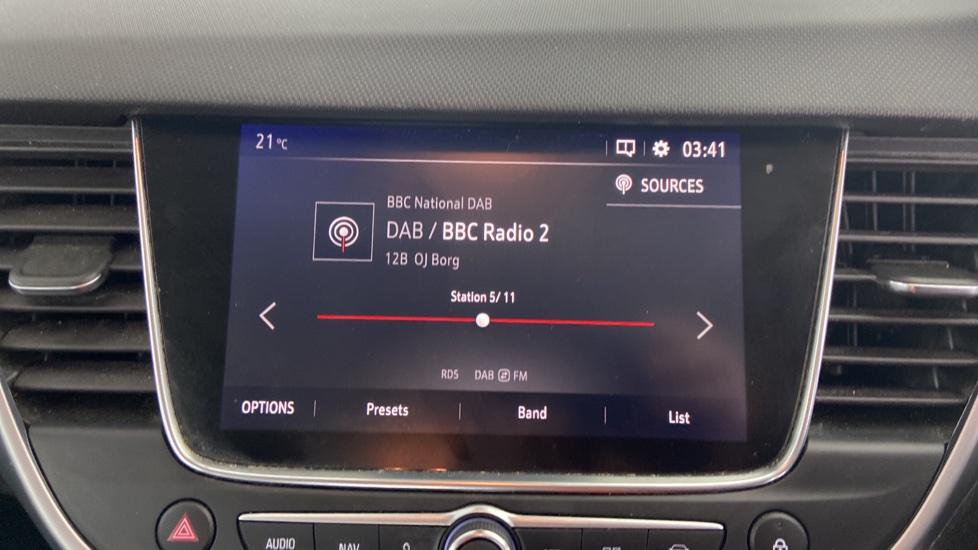 21°C 03:41
SOURCES
BBC National DAB
DAB / BBC Radio 2
12B OJ Borg
Station 5/11
RDS DAB FM
OPTIONS Presets Band List
AUDIO NAV